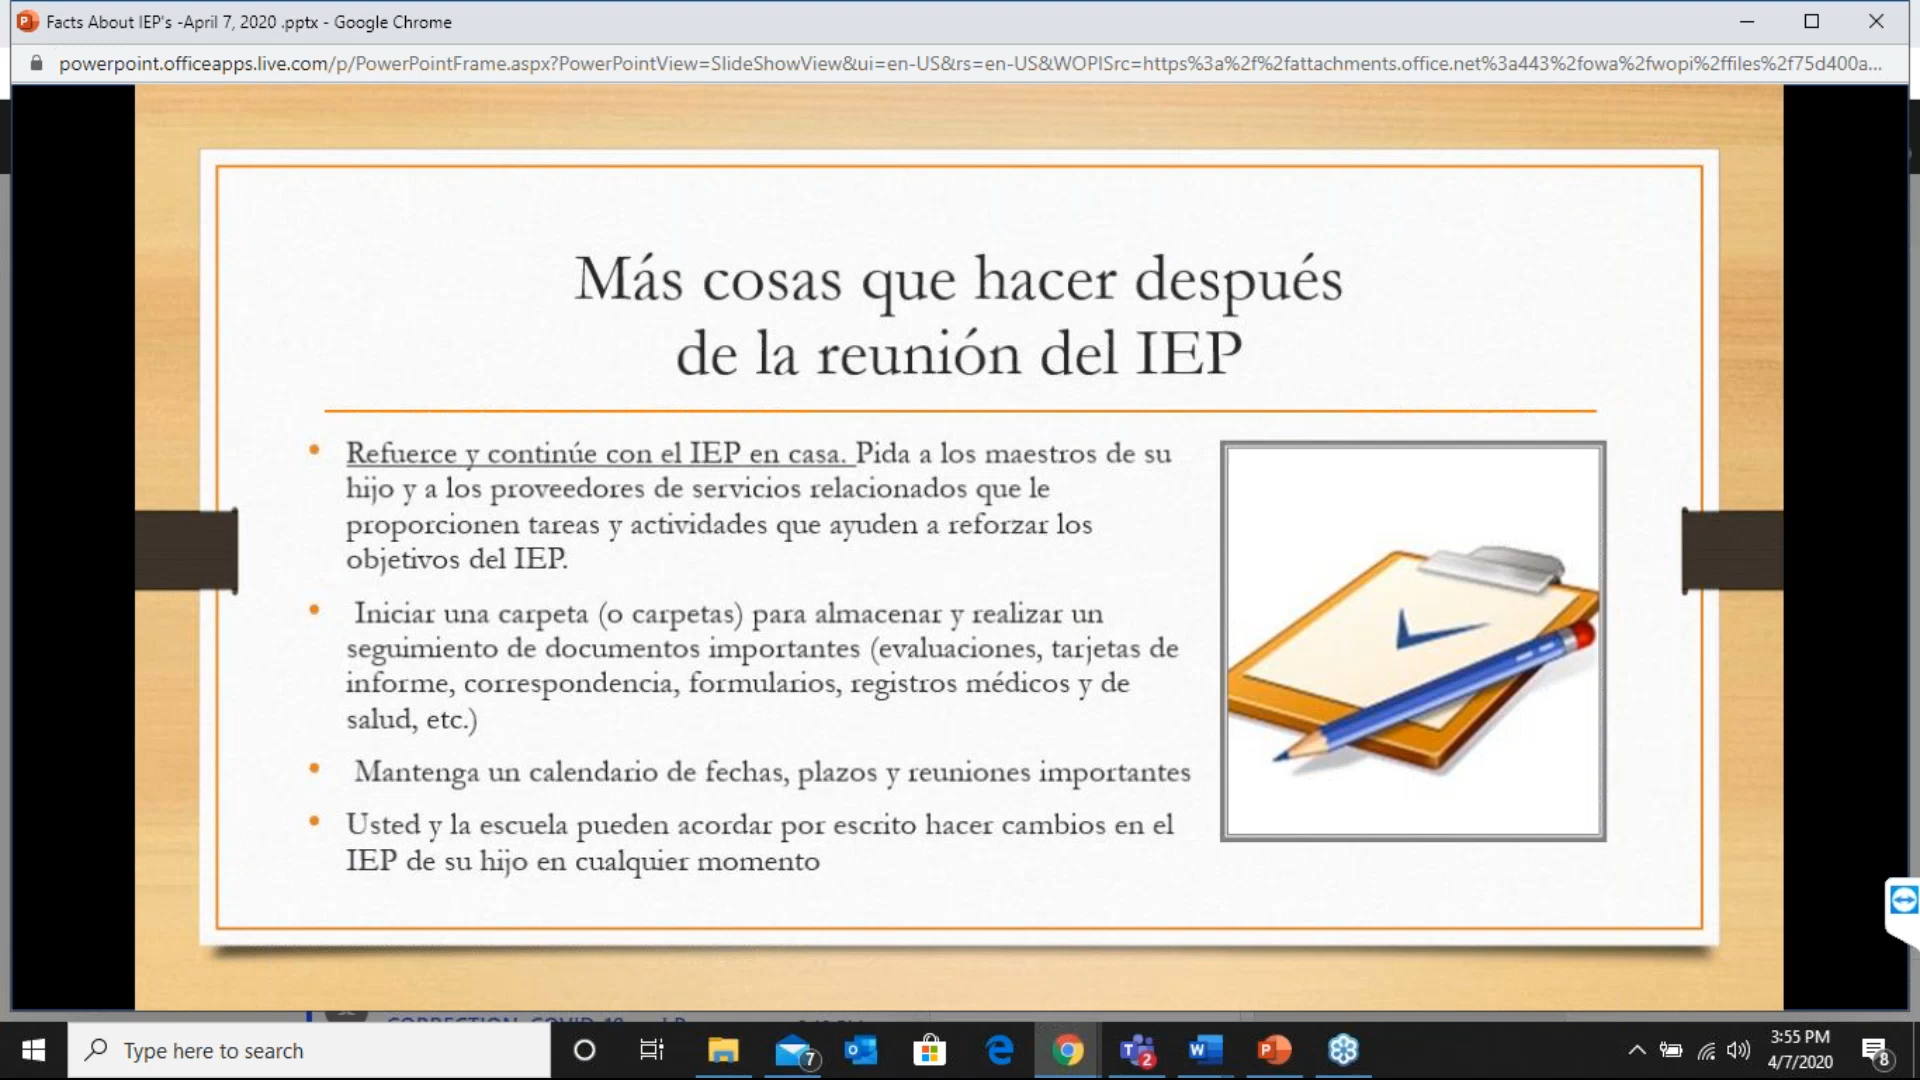 Facts About IEP's -April 7, 2020 .pptx - Google Chrome
powerpoint.officeapps.live.com/p/PowerPointFrame.aspx?PowerPointView=SlideShowView&ui=en-US&rs=en-US&WOPISrc=https%3a%2f%2fattachments.office.net%3a443%2fowa%2fwopi%2ffiles%2f75d400a...
Más cosas que hacer después
de la reunión del IEP
• Refuerce y continúe con el IEP en casa. Pida a los maestros de su
hijo y a los proveedores de servicios relacionados que le
proporcionen tareas y actividades que ayuden a reforzar los
objetivos del IEP.
• Iniciar una carpeta (o carpetas) para almacenar y realizar un
seguimiento de documentos importantes (evaluaciones, tarjetas de
informe, correspondencia, formularios, registros médicos y de
salud, etc.)
• Mantenga un calendario de fechas, plazos y reuniones importantes
• Usted y la escuela pueden acordar por escrito hacer cambios en el
IEP de su hijo en cualquier momento
Type here to search
7
2
3:55 PM
4/7/2020
8